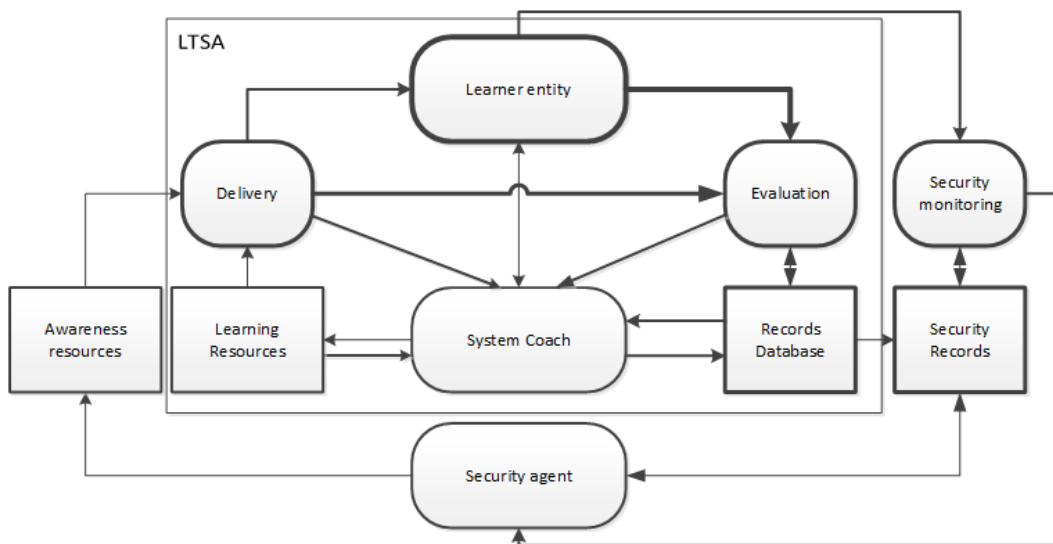 LTSA
Learner entity
Delivery
Evaluation
Security
monitoring
Awareness
resources
Learning
Resources
System Coach
Records
Database
Security
Records
Security agent